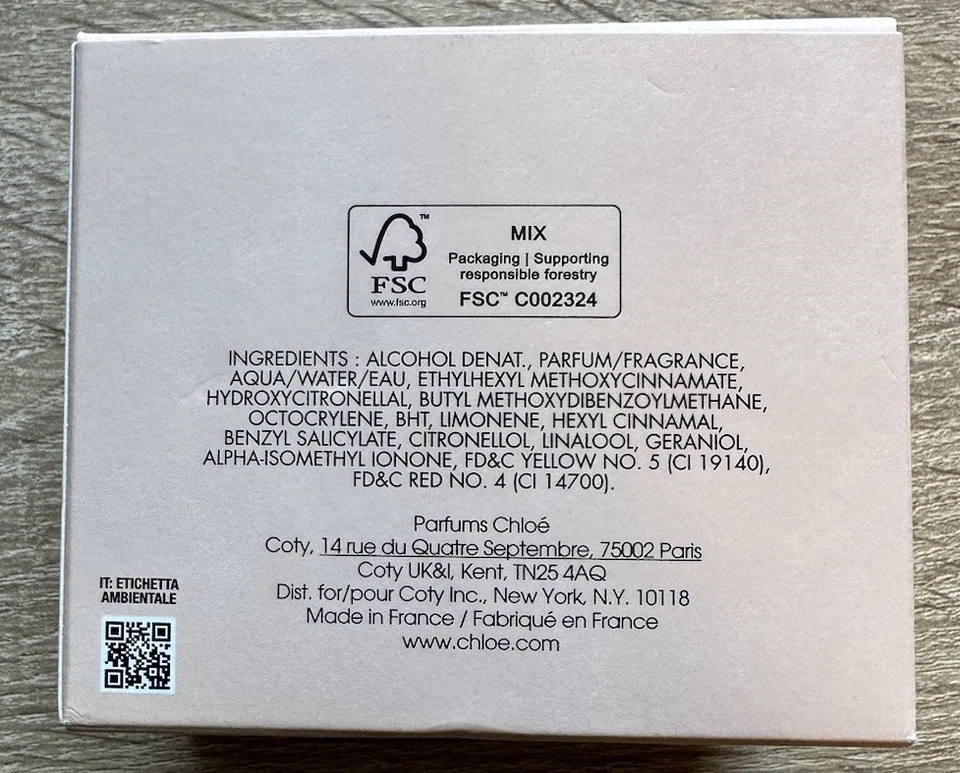 ™
MIX
Packaging | Supporting
responsible forestry
FSC
www.fsc.org
FSC™ C002324
INGREDIENTS : ALCOHOL DENAT., PARFUM/FRAGRANCE,
AQUA/WATER/EAU, ETHYLHEXYL METHOXYCINNAMATE,
HYDROXYCITRONELLAL, BUTYL METHOXYDIBENZOYLMETHANE,
OCTOCRYLENE, BHT, LIMONENE, HEXYL CINNAMAL,
BENZYL SALICYLATE, CITRONELLOL, LINALOOL, GERANIOL,
ALPHA-ISOMETHYL IONONE, FD&C YELLOW NO. 5 (CI 19140),
FD&C RED NO. 4 (CI 14700).
Parfums Chloé
Coty, 14 rue du Quatre Septembre, 75002 Paris
Coty UK&I, Kent, TN25 4AQ
Dist. for/pour Coty Inc., New York, N.Y. 10118
Made in France / Fabriqué en France
www.chloe.com
IT: ETICHETTA
AMBIENTALE